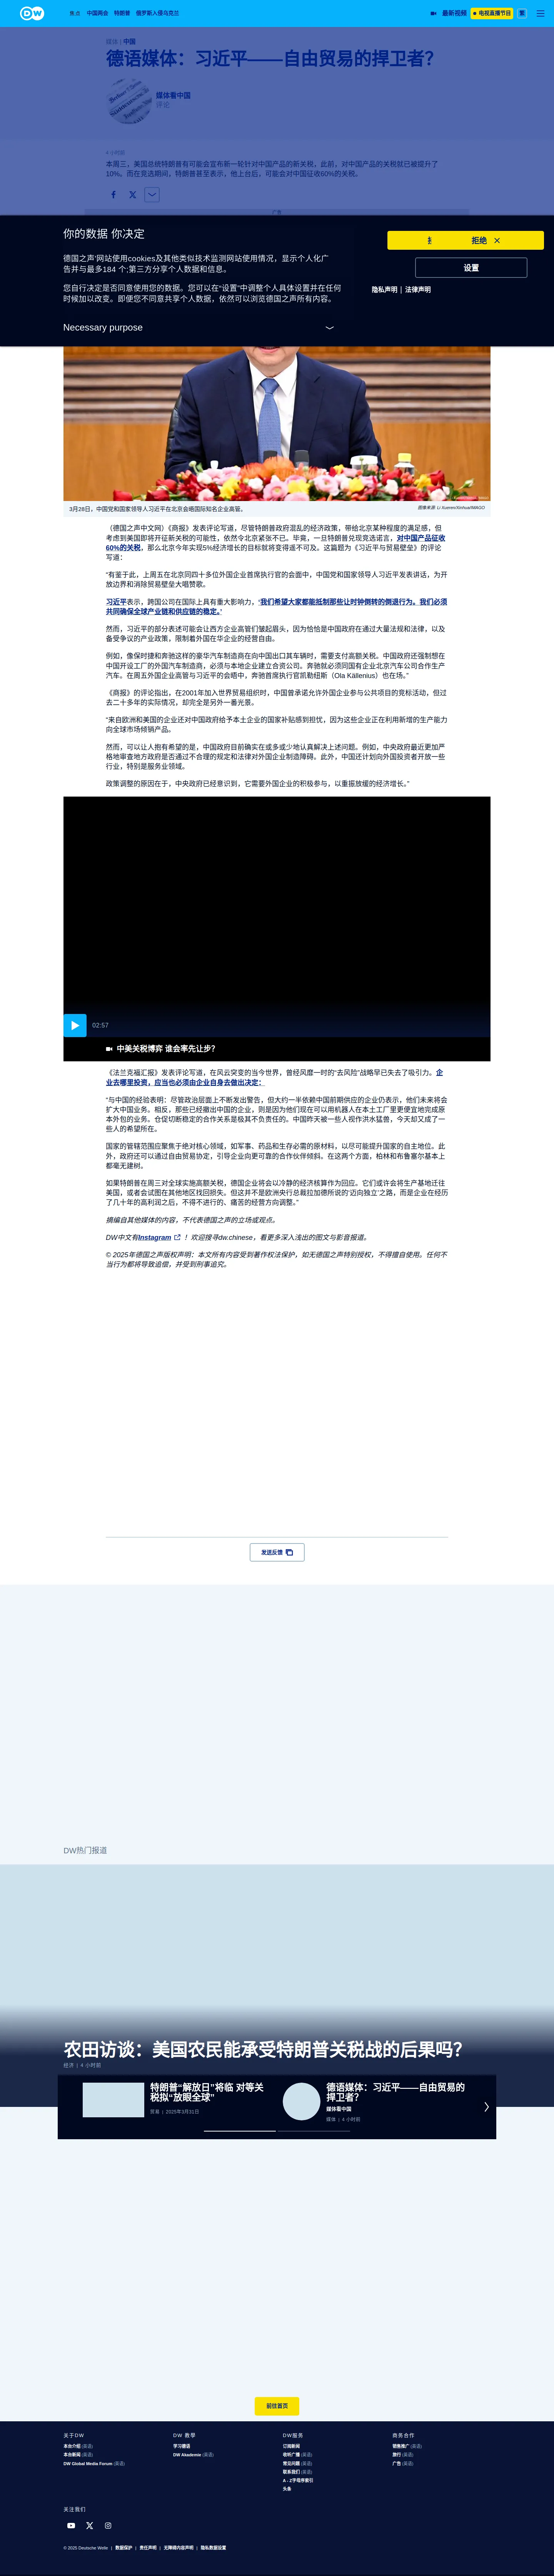 DW
焦点 中国两会 特朗普 俄罗斯入侵乌克兰
最新视频 电视直播节目 繁
媒体 | 中国
德语媒体：习近平——自由贸易的捍卫者?
媒体看中国
评论
4 小时前
本周三，美国总统特朗普有可能会宣布新一轮针对中国产品的新关税，此前，对中国产品的关税就已被提升了
10%。而在竞选期间，特朗普甚至表示，他上台后，可能会对中国征收60%的关税。
广告
你的数据 你决定
德国之声'网站使用cookies及其他类似技术监测网站使用情况，显示个人化广
告并与最多184 个;第三方分享个人数据和信息。
您自行决定是否同意使用您的数据。您可以在“设置”中调整个人具体设置并在任何
时候加以改变。即便您不同意共享个人数据，依然可以浏览德国之声所有内容。
Necessary purpose
拒绝
设置
隐私声明 | 法律声明
3月28日，中国党和国家领导人习近平在北京会晤国际知名企业高管。
图像来源 Li Xueren/Xinhua/IMAGO
（德国之声中文网）《商报》发表评论写道，尽管特朗普政府混乱的经济政策，带给北京某种程度的满足感，但
考虑到美国即将开征新关税的可能性，依然令北京紧张不已。毕竟，一旦特朗普兑现竞选诺言，对中国产品征收
60%的关税，那么北京今年实现5%经济增长的目标就将变得遥不可及。这篇题为《习近平与贸易壁垒》的评论
写道：
“有鉴于此，上周五在北京同四十多位外国企业首席执行官的会面中，中国党和国家领导人习近平发表讲话，为开
放边界和消除贸易壁垒大唱赞歌。
习近平表示，跨国公司在国际上具有重大影响力，‘我们希望大家都能抵制那些让时钟倒转的倒退行为。我们必须
共同确保全球产业链和供应链的稳定。’
然而，习近平的部分表述可能会让西方企业高管们皱起眉头，因为恰恰是中国政府在通过大量法规和法律，以及
备受争议的产业政策，限制着外国在华企业的经营自由。
例如，像保时捷和奔驰这样的豪华汽车制造商在向中国出口其车辆时，需要支付高额关税。中国政府还强制想在
中国开设工厂的外国汽车制造商，必须与本地企业建立合资公司。奔驰就必须同国有企业北京汽车公司合作生产
汽车。在周五外国企业高管与习近平的会晤中，奔驰首席执行官凯勒纽斯（Ola Källenius）也在场。”
《商报》的评论指出，在2001年加入世界贸易组织时，中国曾承诺允许外国企业参与公共项目的竞标活动，但过
去二十多年的实际情况，却完全是另外一番光景。
“来自欧洲和美国的企业还对中国政府给予本土企业的国家补贴感到担忧，因为这些企业正在利用新增的生产能力
向全球市场倾销产品。
然而，可以让人抱有希望的是，中国政府目前确实在或多或少地认真解决上述问题。例如，中央政府最近更加严
格地审查地方政府是否通过不合理的规定和法律对外国企业制造障碍。此外，中国还计划向外国投资者开放一些
行业，特别是服务业领域。
政策调整的原因在于，中央政府已经意识到，它需要外国企业的积极参与，以重振放缓的经济增长。”
02:57
中美关税博弈 谁会率先让步？
《法兰克福汇报》发表评论写道，在风云突变的当今世界，曾经风靡一时的“去风险”战略早已失去了吸引力。企
业去哪里投资，应当也必须由企业自身去做出决定：
“与中国的经验表明：尽管政治层面上不断发出警告，但大约一半依赖中国前期供应的企业仍表示，他们未来将会
扩大中国业务。相反，那些已经撤出中国的企业，则是因为他们现在可以用机器人在本土工厂里更便宜地完成原
本外包的业务。仓促切断稳定的合作关系是极其不负责任的。中国昨天被一些人视作洪水猛兽，今天却又成了一
些人的希望所在。
国家的管辖范围应聚焦于绝对核心领域，如军事、药品和生存必需的原材料，以尽可能提升国家的自主地位。此
外，政府还可以通过自由贸易协定，引导企业向更可靠的合作伙伴倾斜。在这两个方面，柏林和布鲁塞尔基本上
都毫无建树。
如果特朗普在周三对全球实施高额关税，德国企业将会以冷静的经济核算作为回应。它们或许会将生产基地迁往
美国，或者会试图在其他地区找回损失。但这并不是欧洲央行总裁拉加德所说的‘迈向独立’之路，而是企业在经历
了几十年的高利润之后，不得不进行的、痛苦的经营方向调整。”
摘编自其他媒体的内容，不代表德国之声的立场或观点。
DW中文有Instagram ！欢迎搜寻dw.chinese，看更多深入浅出的图文与影音报道。
© 2025年德国之声版权声明：本文所有内容受到著作权法保护，如无德国之声特别授权，不得擅自使用。任何不
当行为都将导致追偿，并受到刑事追究。
发送反馈
DW热门报道
农田访谈：美国农民能承受特朗普关税战的后果吗？
经济 | 4 小时前
特朗普“解放日”将临 对等关
税拟“放眼全球”
贸易 | 2025年3月31日
德语媒体：习近平——自由贸易的
捍卫者?
媒体看中国
媒体 | 4 小时前
前往首页
关于DW
本台介绍 (英语)
本台新闻 (英语)
DW Global Media Forum (英语)
DW 教学
学习德语
DW Akademie (英语)
DW服务
订阅新闻
收听广播 (英语)
常见问题 (英语)
联系我们 (英语)
A - Z字母序索引
头条
商务合作
销售推广 (英语)
旅行 (英语)
广告 (英语)
关注我们
© 2025 Deutsche Welle | 数据保护 | 责任声明 | 无障碍内容声明 | 隐私数据设置